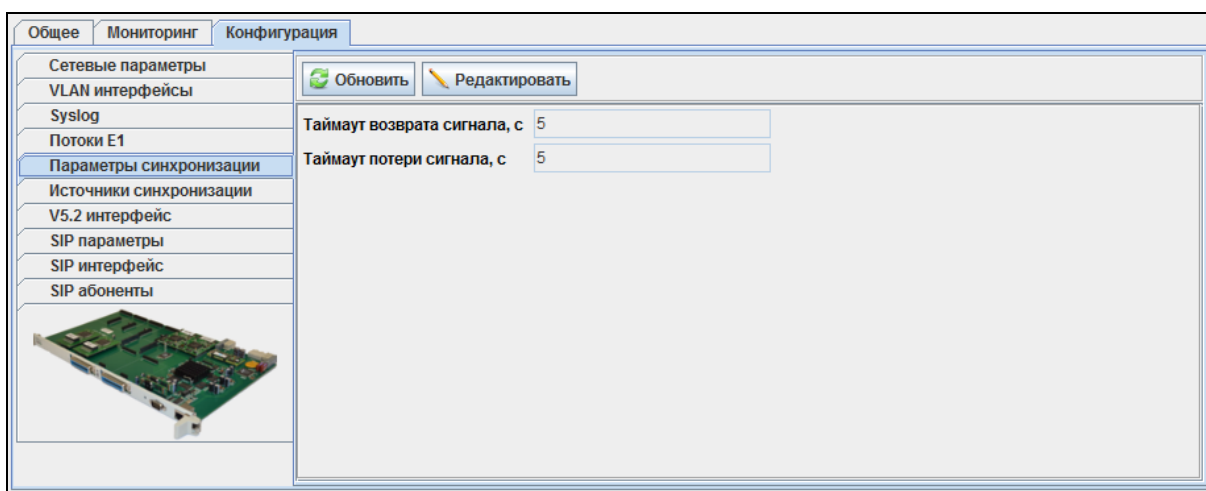 Общее Мониторинг Конфигурация
Сетевые параметры
VLAN интерфейсы
Syslog
Потоки E1
Параметры синхронизации
Источники синхронизации
V5.2 интерфейс
SIP параметры
SIP интерфейс
SIP абоненты
Обновить Редактировать
Таймаут возврата сигнала, с 5
Таймаут потери сигнала, с 5